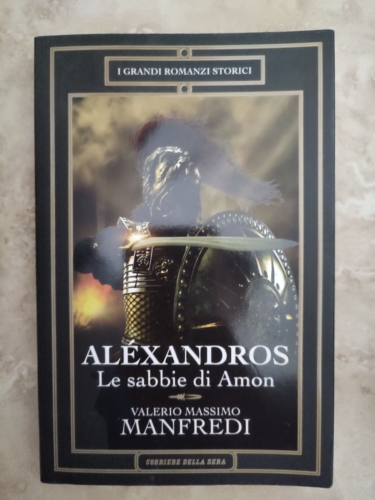 I GRANDI ROMANZI STORICI
ALÉXANDROS
Le sabbie di Amon
VALERIO MASSIMO
MANFREDI
CORRIERE DELLA SERA